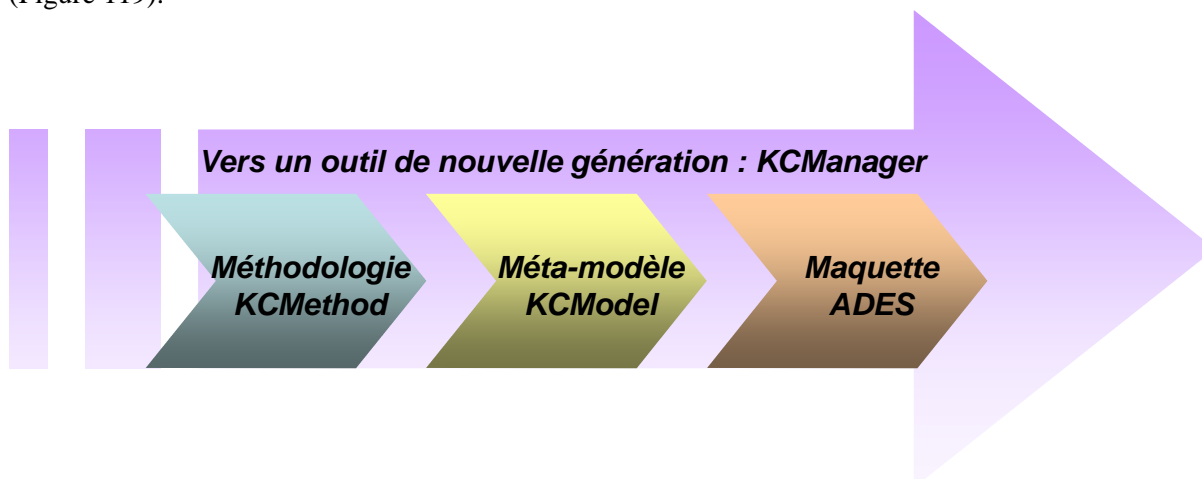 (Figure 119).
Vers un outil de nouvelle génération : KCManager
Méthodologie
KCMethod
Méta-modèle
KCModel
Maquette
ADES